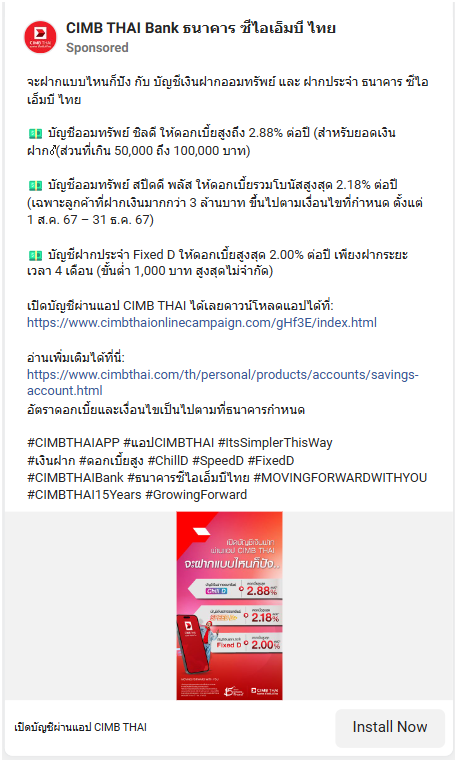 CIMB THAI Bank ธนาคาร ซีไอเอ็มบี ไทย
Sponsored
จะฝากแบบไหนก็ปัง กับ บัญชีเงินฝากออมทรัพย์ และ ฝากประจำ ธนาคาร ซีไอ
เอ็มบี ไทย
💵 บัญชีออมทรัพย์ ชิลดี ให้ดอกเบี้ยสูงถึง 2.88% ต่อปี (สำหรับยอดเงิน
ฝาก﻿(ส่วนที่เกิน 50,000 ถึง 100,000 บาท)
💵 บัญชีออมทรัพย์ สปีดดี พลัส ให้ดอกเบี้ยรวมโบนัสสูงสุด 2.18% ต่อปี
(เฉพาะลูกค้าที่ฝากเงินมากกว่า 3 ล้านบาท ขึ้นไปตามเงื่อนไขที่กำหนด ตั้งแต่
1 ส.ค. 67 – 31 ธ.ค. 67)
💵 บัญชีฝากประจำ Fixed D ให้ดอกเบี้ยสูงสุด 2.00% ต่อปี เพียงฝากระยะ
เวลา 4 เดือน (ขั้นต่ำ 1,000 บาท สูงสุดไม่จำกัด)
เปิดบัญชีผ่านแอป CIMB THAI ได้เลยดาวน์โหลดแอปได้ที่:
https://www.cimbthaionlinecampaign.com/gHf3E/index.html
อ่านเพิ่มเติมได้ที่นี่:
https://www.cimbthai.com/th/personal/products/accounts/savings-
account.html
อัตราดอกเบี้ยและเงื่อนไขเป็นไปตามที่ธนาคารกำหนด
#CIMBTHAIAPP #แอปCIMBTHAI #ItsSimplerThisWay
#เงินฝาก #ดอกเบี้ยสูง #ChillD #SpeedD #FixedD
#CIMBTHAIBank #ธนาคารซีไอเอ็มบีไทย #MOVINGFORWARDWITHYOU
#CIMBTHAI15Years #GrowingForward
เปิดบัญชีเงินฝาก
ผ่านแอป CIMB THAI
จะฝากแบบไหนก็ปัง..
Chill D
2.88%
2.18%
Fixed D
2.00%
CIMB THAI
เปิดบัญชีผ่านแอป CIMB THAI
Install Now